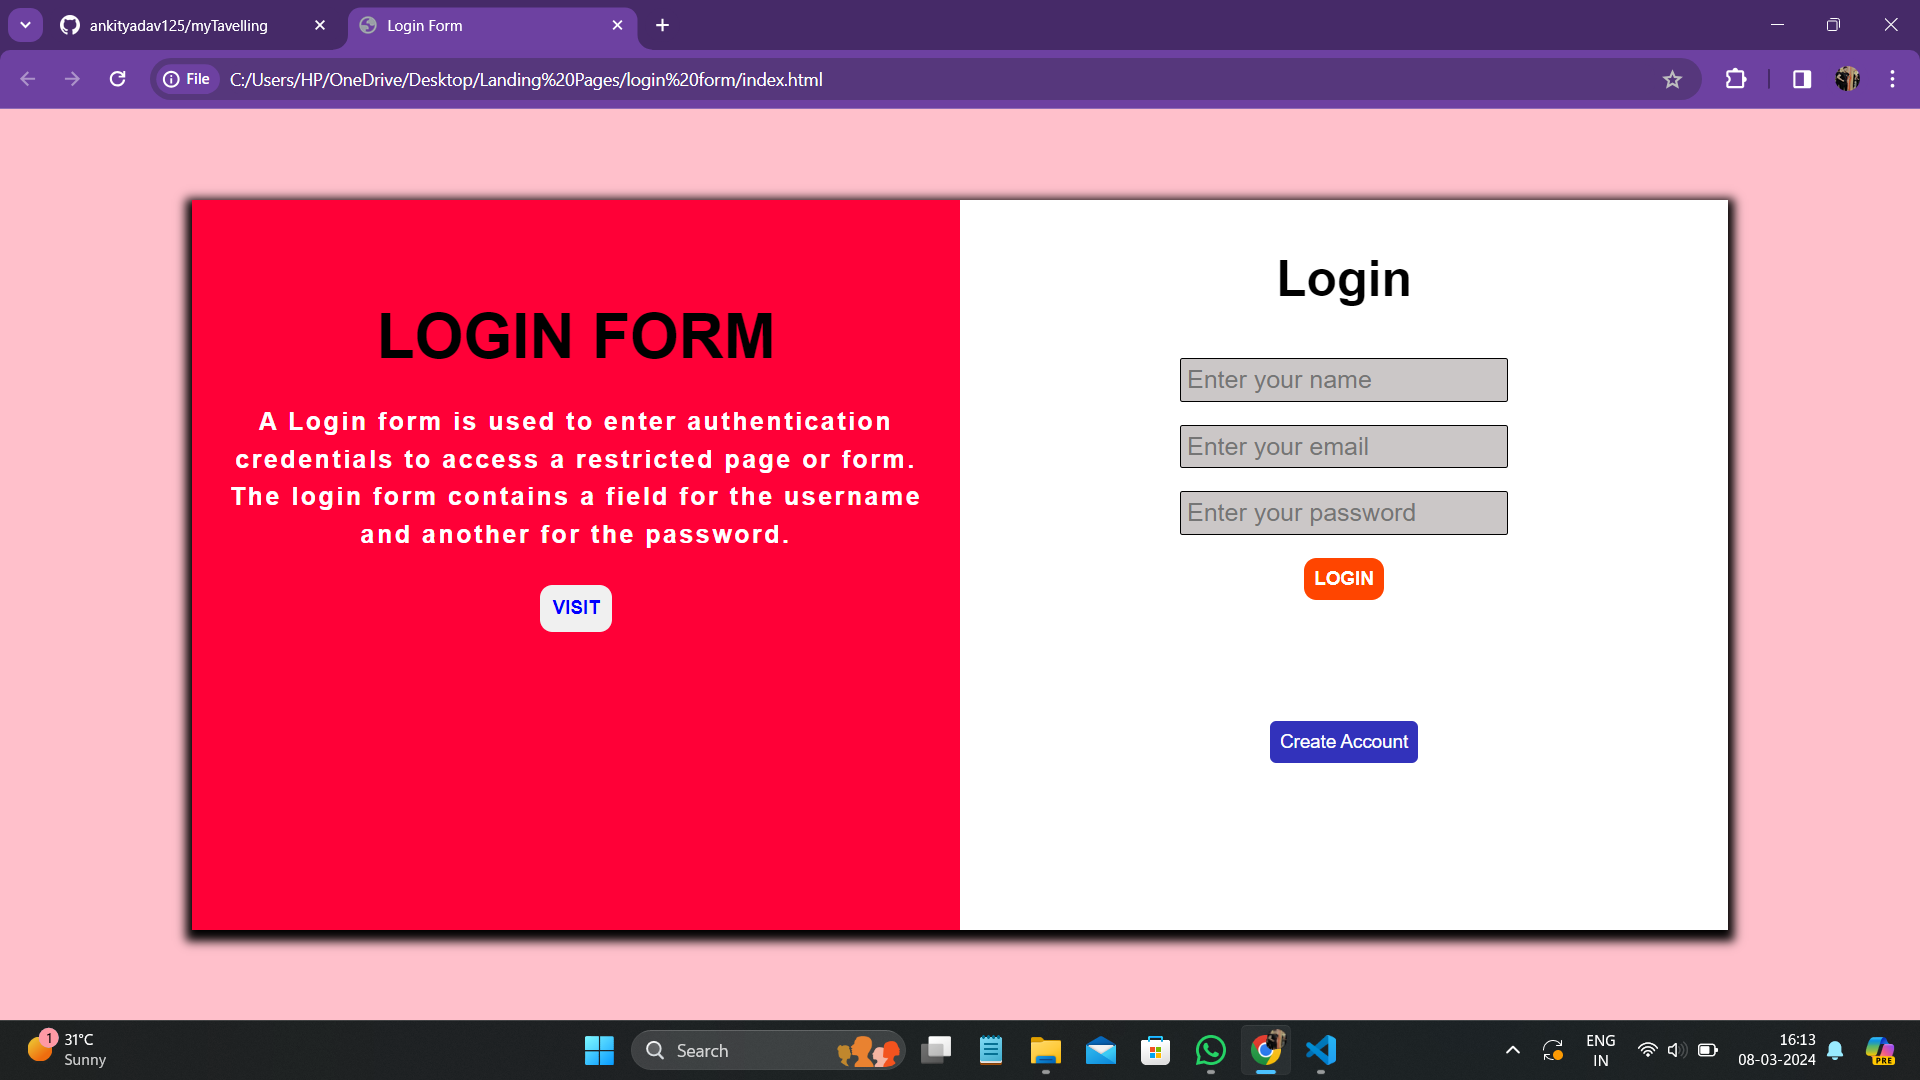 ankityadav125/myTavelling
Login Form
File
C:/Users/HP/OneDrive/Desktop/Landing%20Pages/login%20form/index.html
LOGIN FORM
A Login form is used to enter authentication
credentials to access a restricted page or form.
The login form contains a field for the username
and another for the password.
VISIT
Login
Enter your name
Enter your email
Enter your password
LOGIN
Create Account
1
31°C
Sunny
Search
ENG
IN
16:13
08-03-2024
PRE